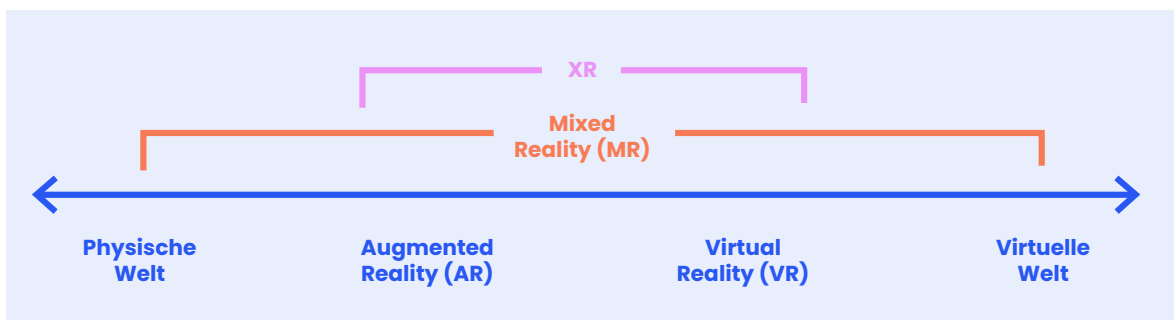 XR
Mixed
Reality (MR)
Physische
Welt
Augmented
Reality (AR)
Virtual
Reality (VR)
Virtuelle
Welt